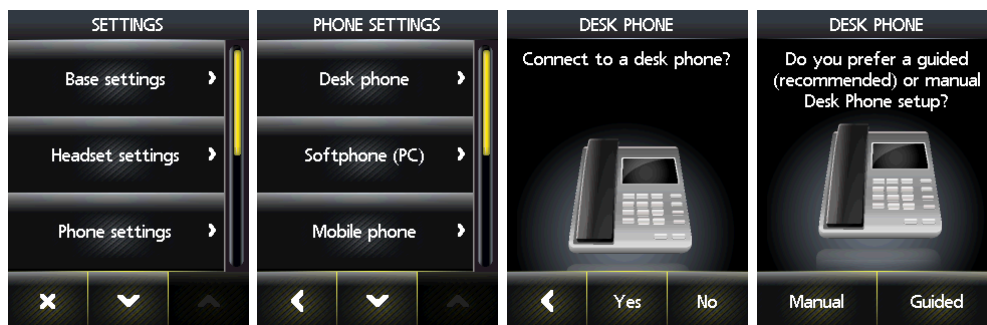 SETTINGS
Base settings
Headset settings
Phone settings
PHONE SETTINGS
Desk phone
Softphone (PC)
Mobile phone
DESK PHONE
Connect to a desk phone?
Yes
No
DESK PHONE
Do you prefer a guided
(recommended) or manual
Desk Phone setup?
Manual
Guided